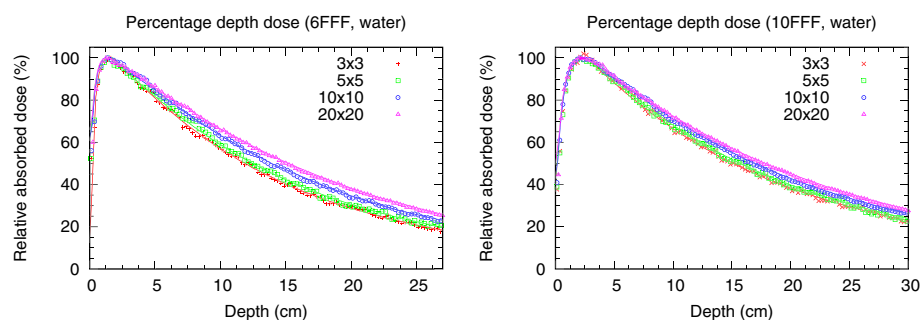 Percentage depth dose (6FFF, water)
Relative absorbed dose (%)
100
80
60
40
20
0
3x3
5x5
10x10
20x20
0 5 10 15 20 25
Depth (cm)
Percentage depth dose (10FFF, water)
Relative absorbed dose (%)
100
80
60
40
20
0
3x3
5x5
10x10
20x20
0 5 10 15 20 25 30
Depth (cm)